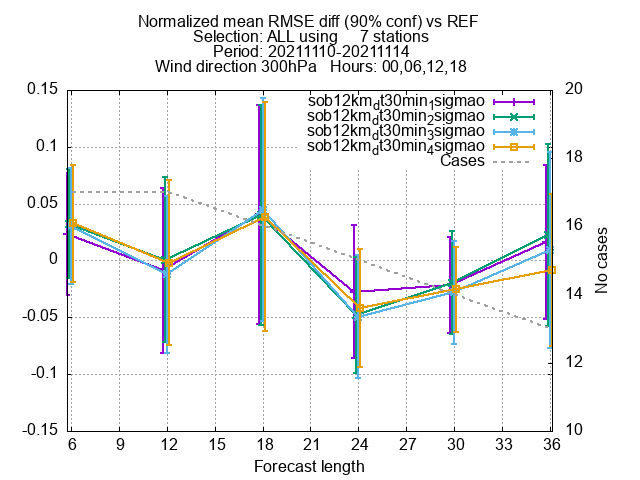 Normalized mean RMSE diff (90% conf) vs REF
Selection: ALL using 7 stations
Period: 20211110-20211114
Wind direction 300hPa Hours: 00,06,12,18
0.15
0.1
0.05
0
-0.05
-0.1
-0.15
20
18
16
14
12
10
No cases
sob12km_dt30min_1sigmao
sob12km_dt30min_2sigmao
sob12km_dt30min_3sigmao
sob12km_dt30min_4sigmao
Cases
6 9 12 15 18 21 24 27 30 33 36
Forecast length